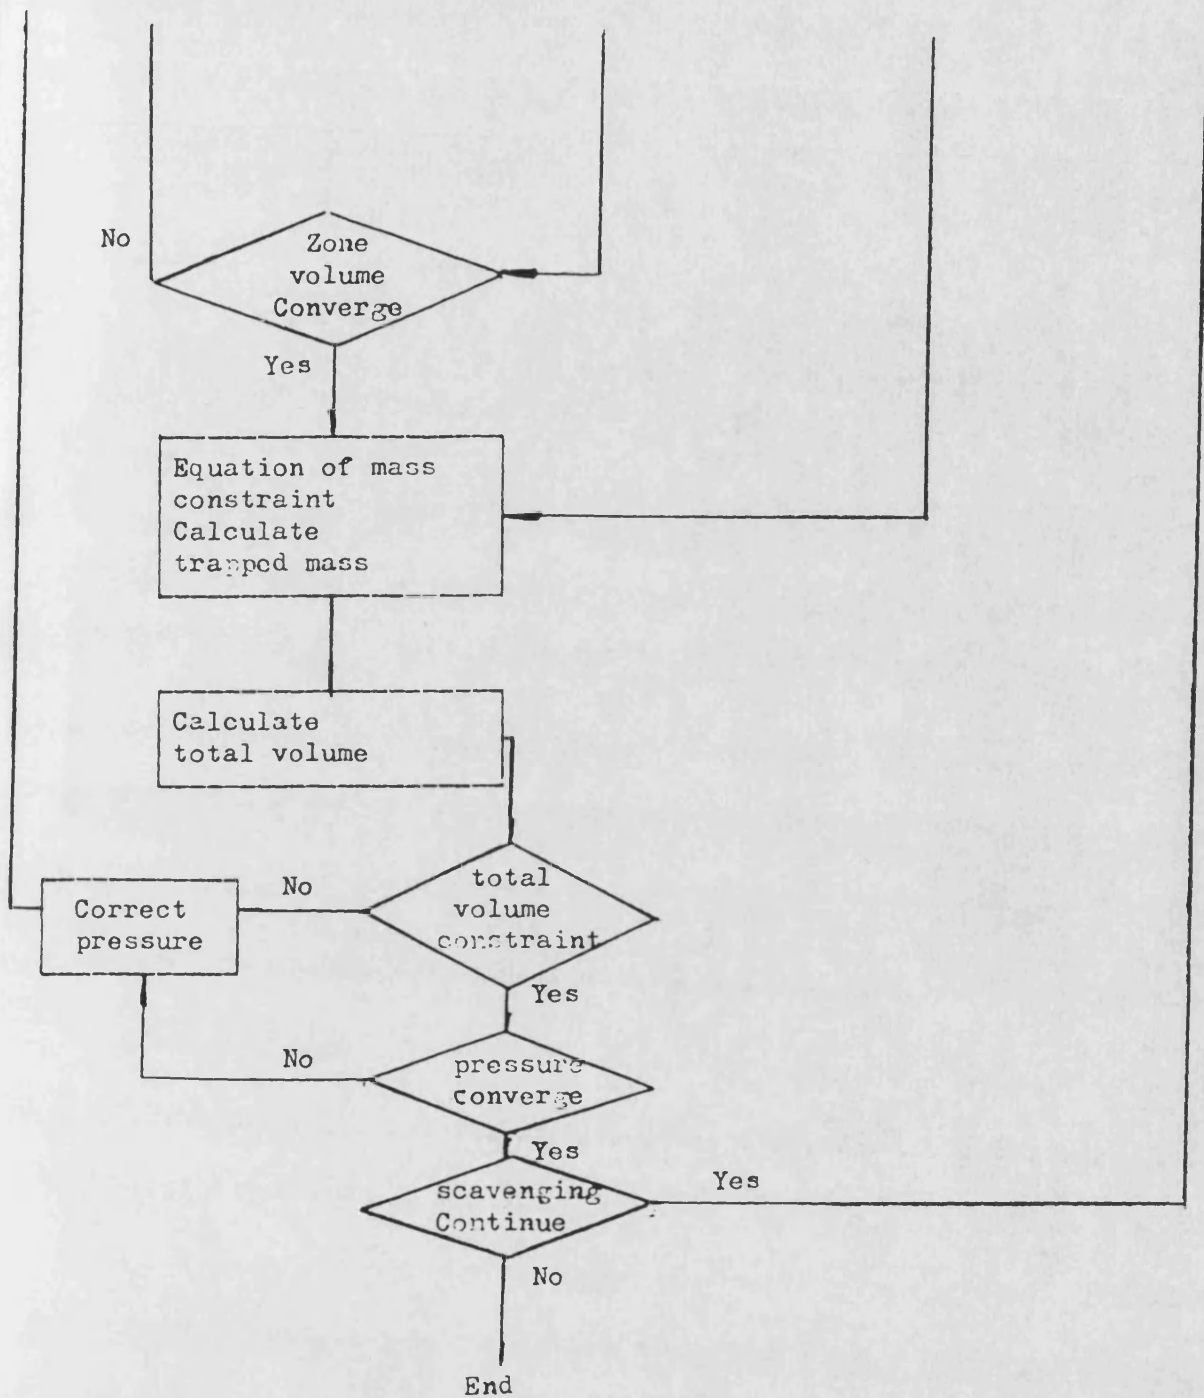 No
Zone
volume
Converge
Yes
Equation of mass
constraint
Calculate
trapped mass
Calculate
total volume
No
total
volume
constraint
Correct
pressure
Yes
No
pressure
converge
Yes
scavenging
Continue
Yes
No
End